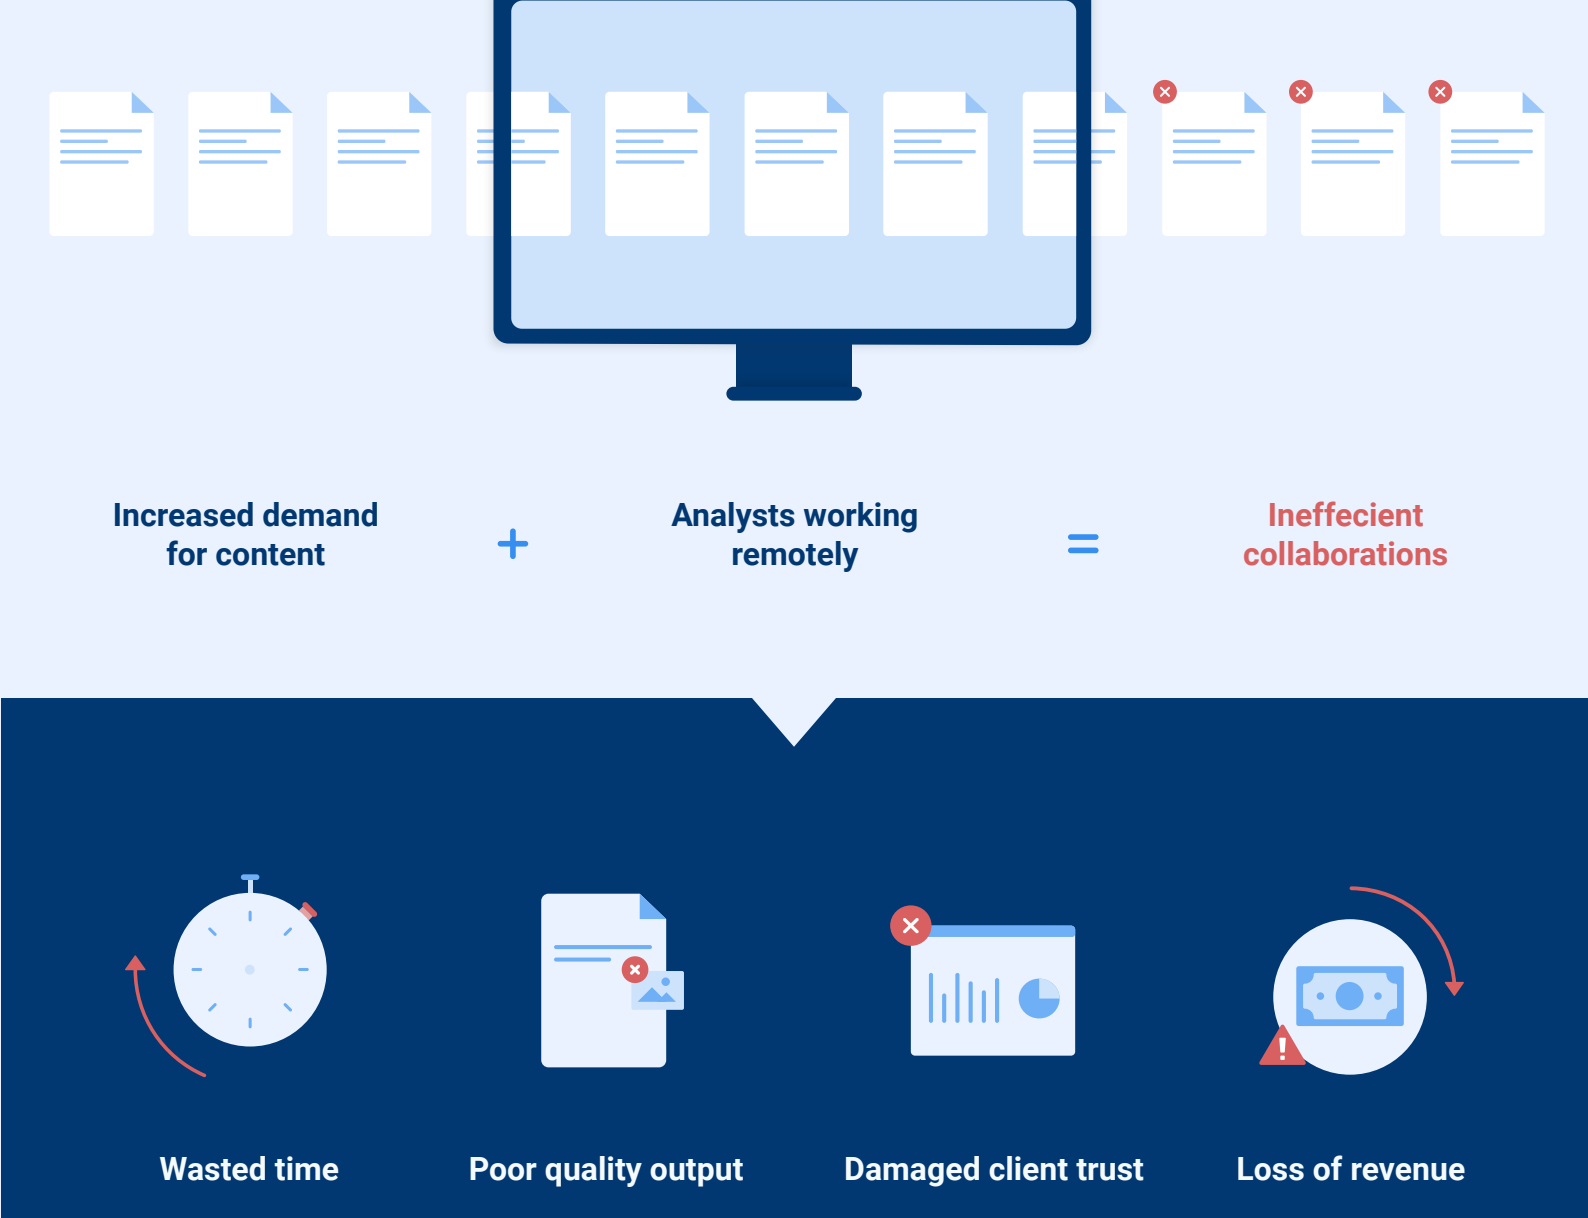 Increased demand
for content
+
Analysts working
remotely
=
Ineffecient
collaborations
Wasted time
Poor quality output
Damaged client trust
Loss of revenue